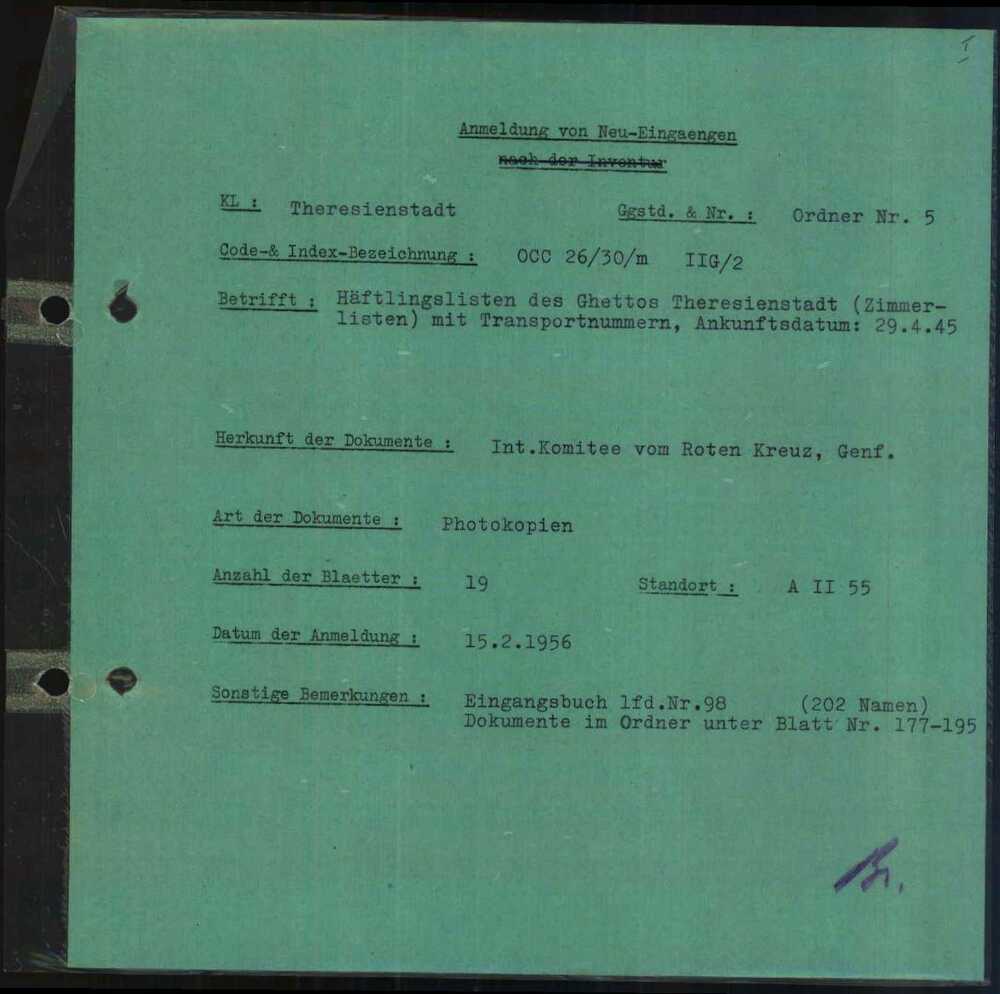 I
Anmeldung von Neu-Eingaengen
nach der Inventur
KL : Theresienstadt Ggstd. & Nr. : Ordner Nr. 5
Code-& Index-Bezeichnung : OCC 26/30/m IIG/2
Betrifft : Häftlingslisten des Ghettos Theresienstadt (Zimmer-
listen) mit Transportnummern, Ankunftsdatum: 29.4.45
Herkunft der Dokumente : Int.Komitee vom Roten Kreuz, Genf.
Art der Dokumente : Photokopien
Anzahl der Blaetter : 19 Standort : A II 55
Datum der Anmeldung : 15.2.1956
Sonstige Bemerkungen : Eingangsbuch lfd.Nr.98 (202 Namen)
Dokumente im Ordner unter Blatt Nr. 177-195
Br.